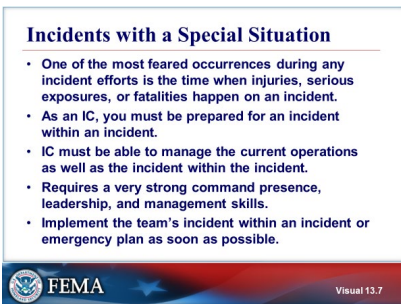 Incidents with a Special Situation
• One of the most feared occurrences during any
incident efforts is the time when injuries, serious
exposures, or fatalities happen on an incident.
• As an IC, you must be prepared for an incident
within an incident.
• IC must be able to manage the current operations
as well as the incident within the incident.
• Requires a very strong command presence,
leadership, and management skills.
• Implement the team's incident within an incident or
emergency plan as soon as possible.
FEMA
Visual 13.7